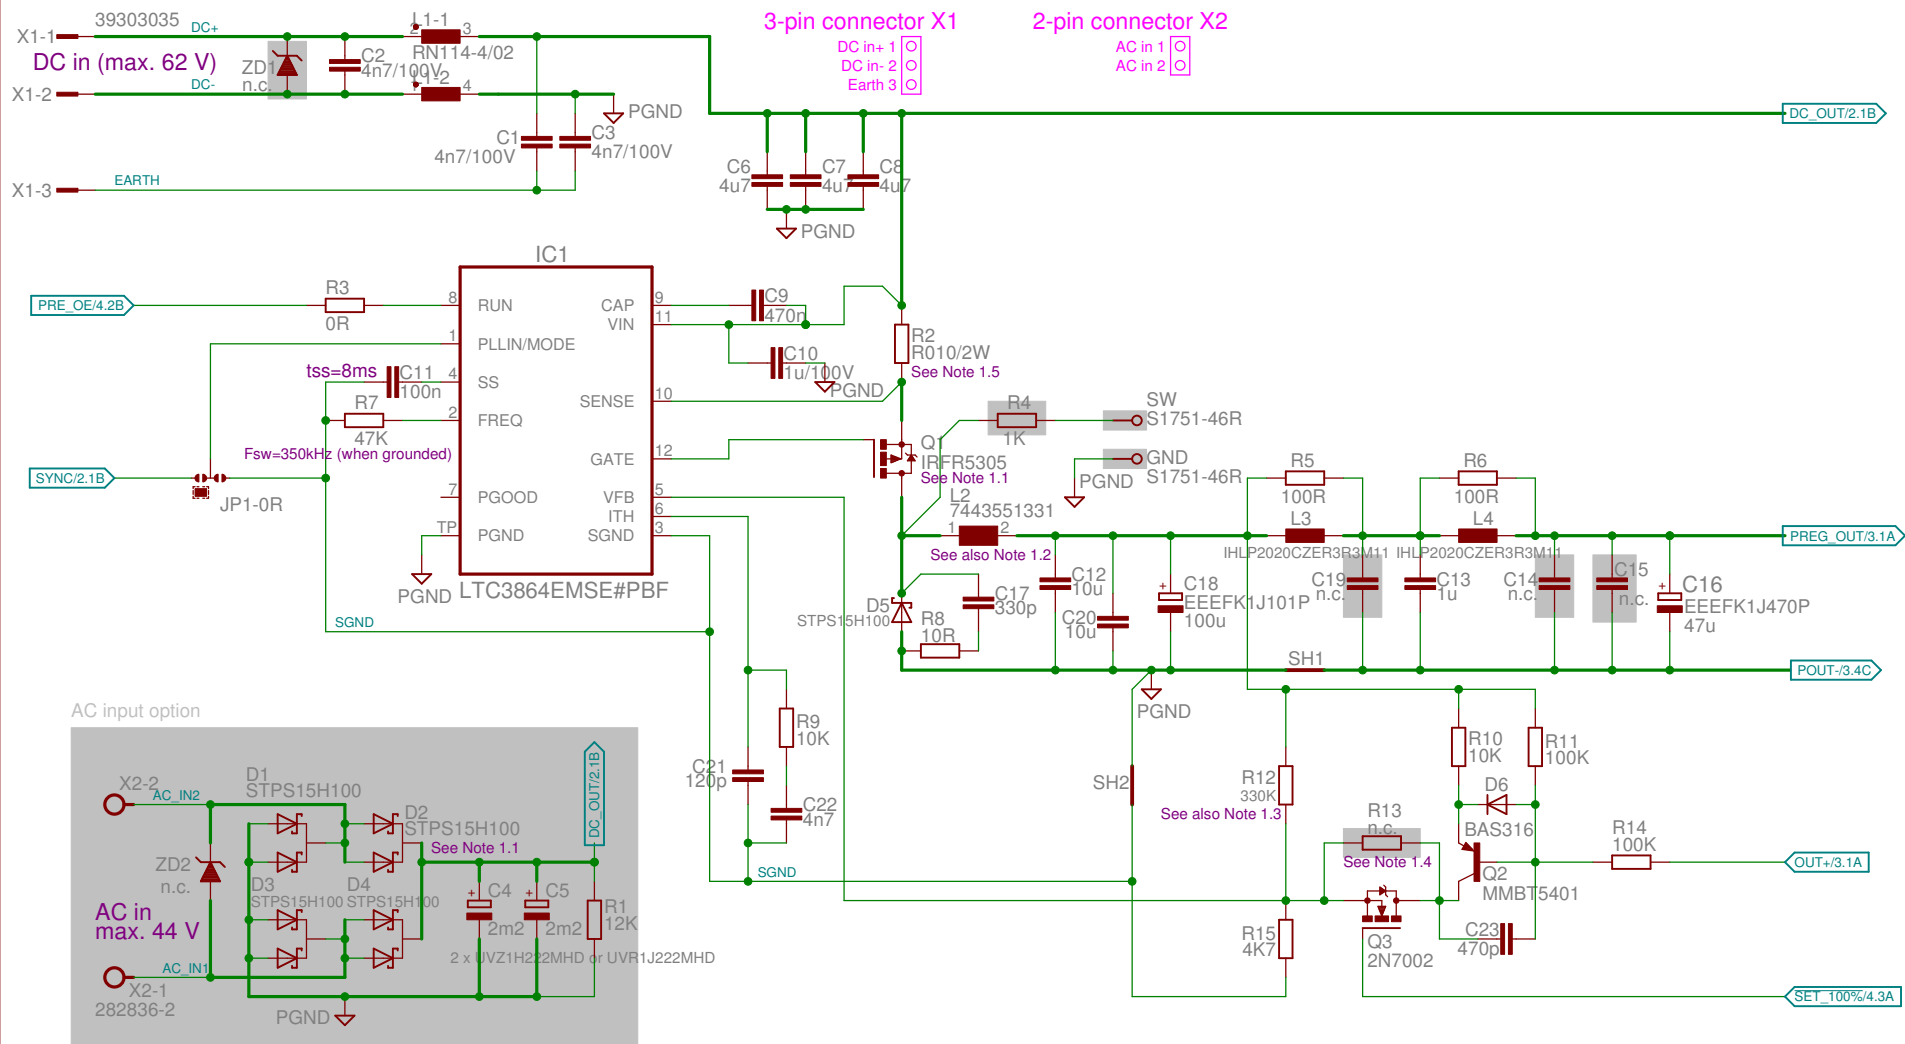 39303035
X1-1
DC+
2
L1-1
3
RN114-4/02
DC in (max. 62 V)
ZD1
n.c.
C2
4n7/100V
DC-
X1-2
L1-2
4
PGND
C1
4n7/100V
C3
4n7/100V
X1-3
EARTH
3-pin connector X1
DC in+ 1
DC in- 2
Earth 3
2-pin connector X2
AC in 1
AC in 2
DC_OUT/2.1B
C6
4u7
C7
4u7
C8
4u7
PGND
IC1
PRE_OE/4.2B
R3
0R
8
RUN
1
PLLIN/MODE
tss=8ms
C11
100n
4
SS
R7
47K
2
FREQ
Fsw=350kHz (when grounded)
SYNC/2.1B
JP1-0R
7
PGOOD
TP
PGND
PGND
LTC3864EMSE#PBF
CAP
9
VIN
11
SENSE
10
GATE
12
VFB
5
ITH
6
SGND
3
C9
470n
C10
1u/100V
PGND
R2
R010/2W
See Note 1.5
R4
1K
SW
S1751-46R
GND
S1751-46R
PGND
Q1
IRFR5305
See Note 1.1
L2
7443551331
1
2
See also Note 1.2
R5
100R
L3
IHLP2020CZER3R3M11
R6
100R
L4
IHLP2020CZER3R3M11
PREG_OUT/3.1A
D5
STPS15H100
R8
10R
C17
330p
C12
10u
C20
10u
C18
EEEFK1J101P
100u
C19
n.c.
C13
1u
C14
n.c.
C15
n.c.
C16
EEEFK1J470P
47u
SGND
SH1
POUT-/3.4C
PGND
AC input option
X2-2
AC_IN2
D1
STPS15H100
D2
STPS15H100
See Note 1.1
DC_OUT/2.1B
ZD2
n.c.
D3
STPS15H100
D4
STPS15H100
AC in
max. 44 V
C4
2m2
C5
2m2
R1
12K
2 x UVZ1H222MHD or UVR1J222MHD
AC_IN1
X2-1
282836-2
PGND
R9
10K
C21
120p
C22
4n7
SGND
SH2
R12
330K
See also Note 1.3
R10
10K
R11
100K
D6
BAS316
R13
n.c.
See Note 1.4
R14
100K
OUT+/3.1A
Q2
MMBT5401
R15
4K7
Q3
2N7002
C23
470p
SET_100%/4.3A